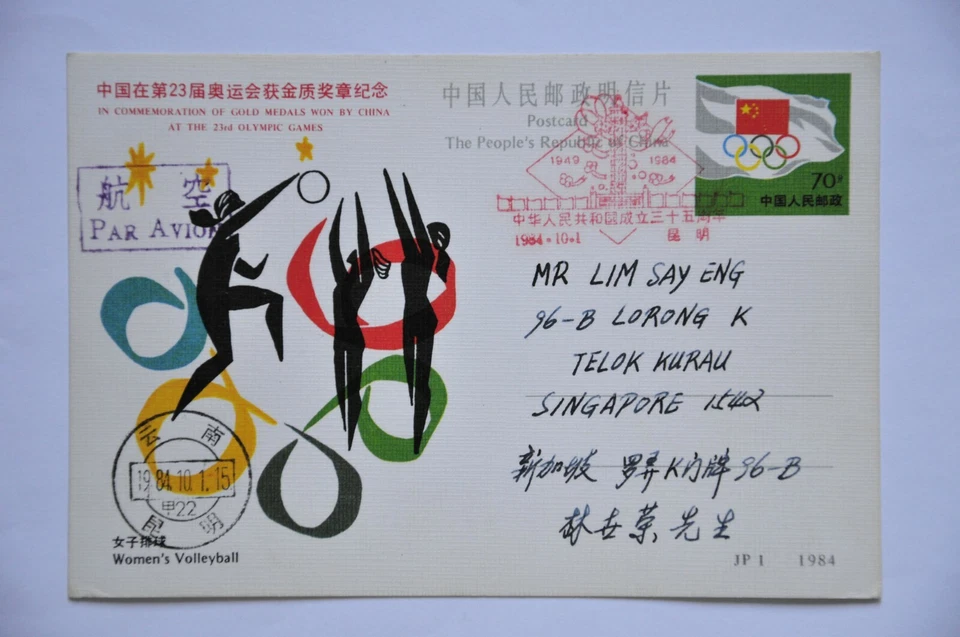 中国在第23届奥运会获金质奖章纪念
IN COMMEMORATION OF GOLD MEDALS WON BY CHINA
AT THE 23rd OLYMPIC GAMES
中国人民邮政明信片
Postcard
The People's Republic of China
70分
中国人民邮政
航空
PAR AVION
1949 1984
中华人民共和国成立三十五周年
1984·10·1 昆明
MR LIM SAY ENG
96-B LORONG K
TELOK KURAU
SINGAPORE 1542
新加坡 罗弄K门牌96-B
林世荣先生
云南
1984.10.1.15
甲22
昆明
女子排球
Women's Volleyball
JP 1 1984